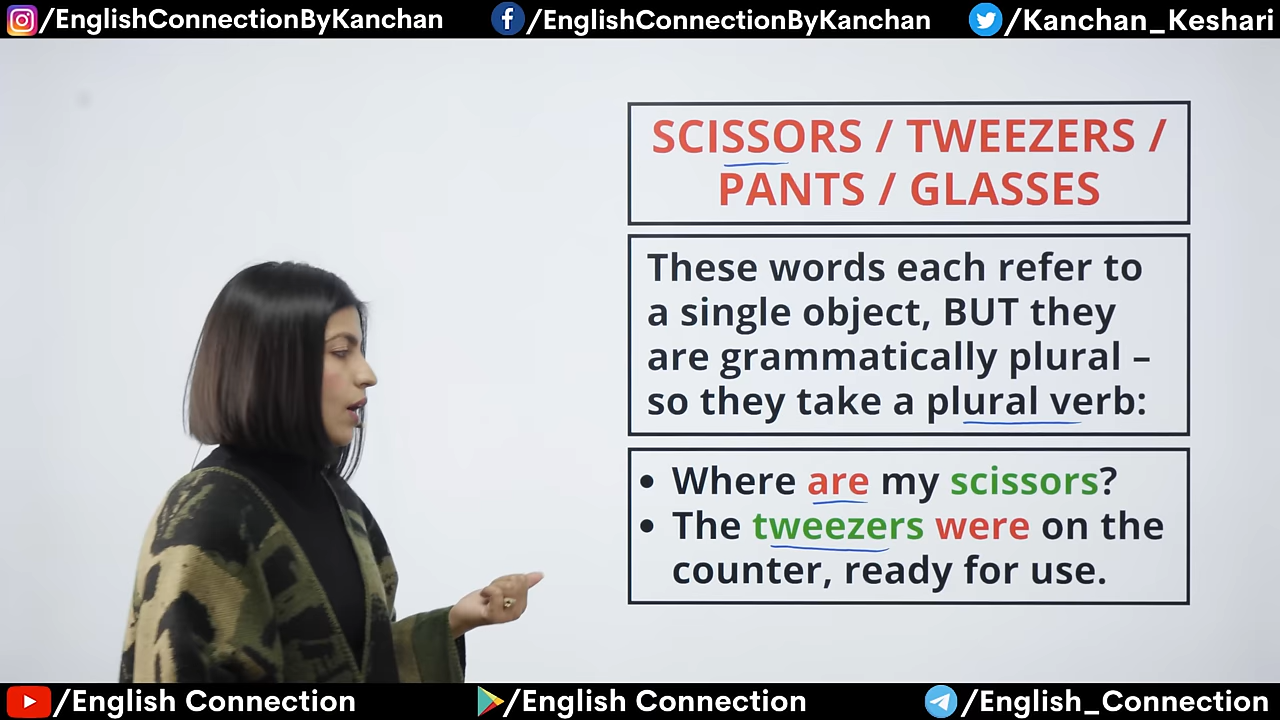 /EnglishConnectionByKanchan /EnglishConnectionByKanchan /Kanchan_Keshari
SCISSORS / TWEEZERS /
PANTS / GLASSES
These words each refer to
a single object, BUT they
are grammatically plural –
so they take a plural verb:
• Where are my scissors?
• The tweezers were on the
counter, ready for use.
/English Connection /English Connection /English_Connection